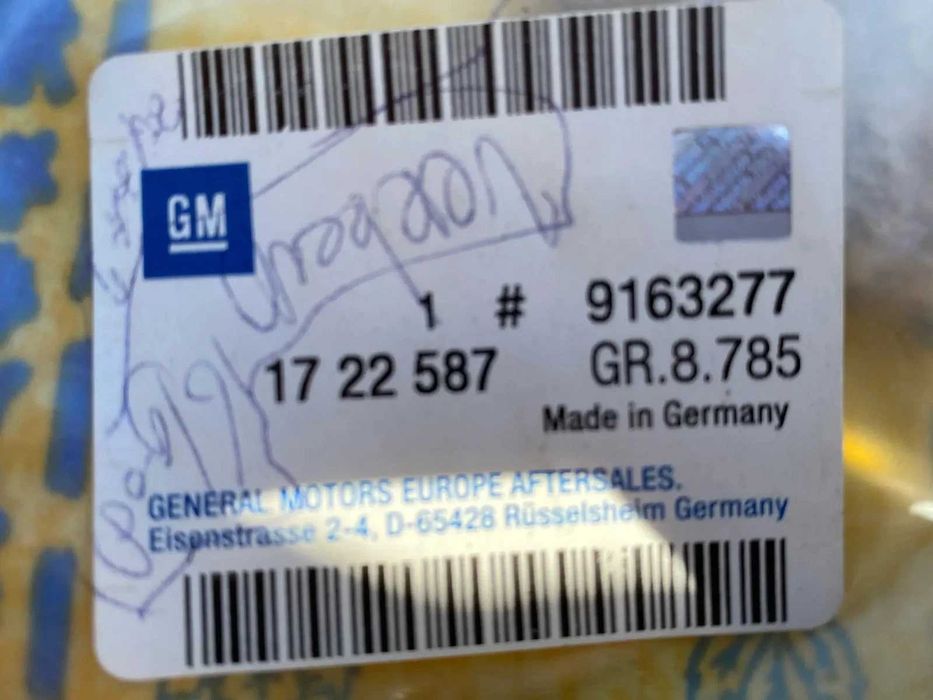 GM
1 # 9163277
17 22 587 GR.8.785
Made in Germany
GENERAL MOTORS EUROPE AFTERSALES.
Eisenstrasse 2-4, D-65428 Rüsselsheim Germany